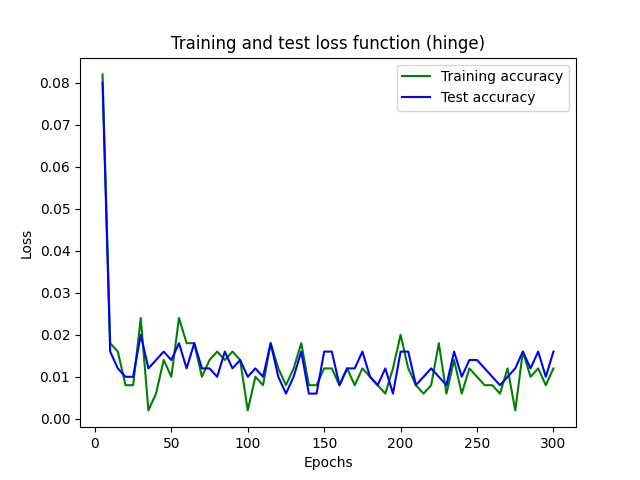 Training and test loss function (hinge)
Training accuracy
Test accuracy
0.08
0.07
0.06
0.05
0.04
0.03
0.02
0.01
0.00
Loss
0 50 100 150 200 250 300
Epochs